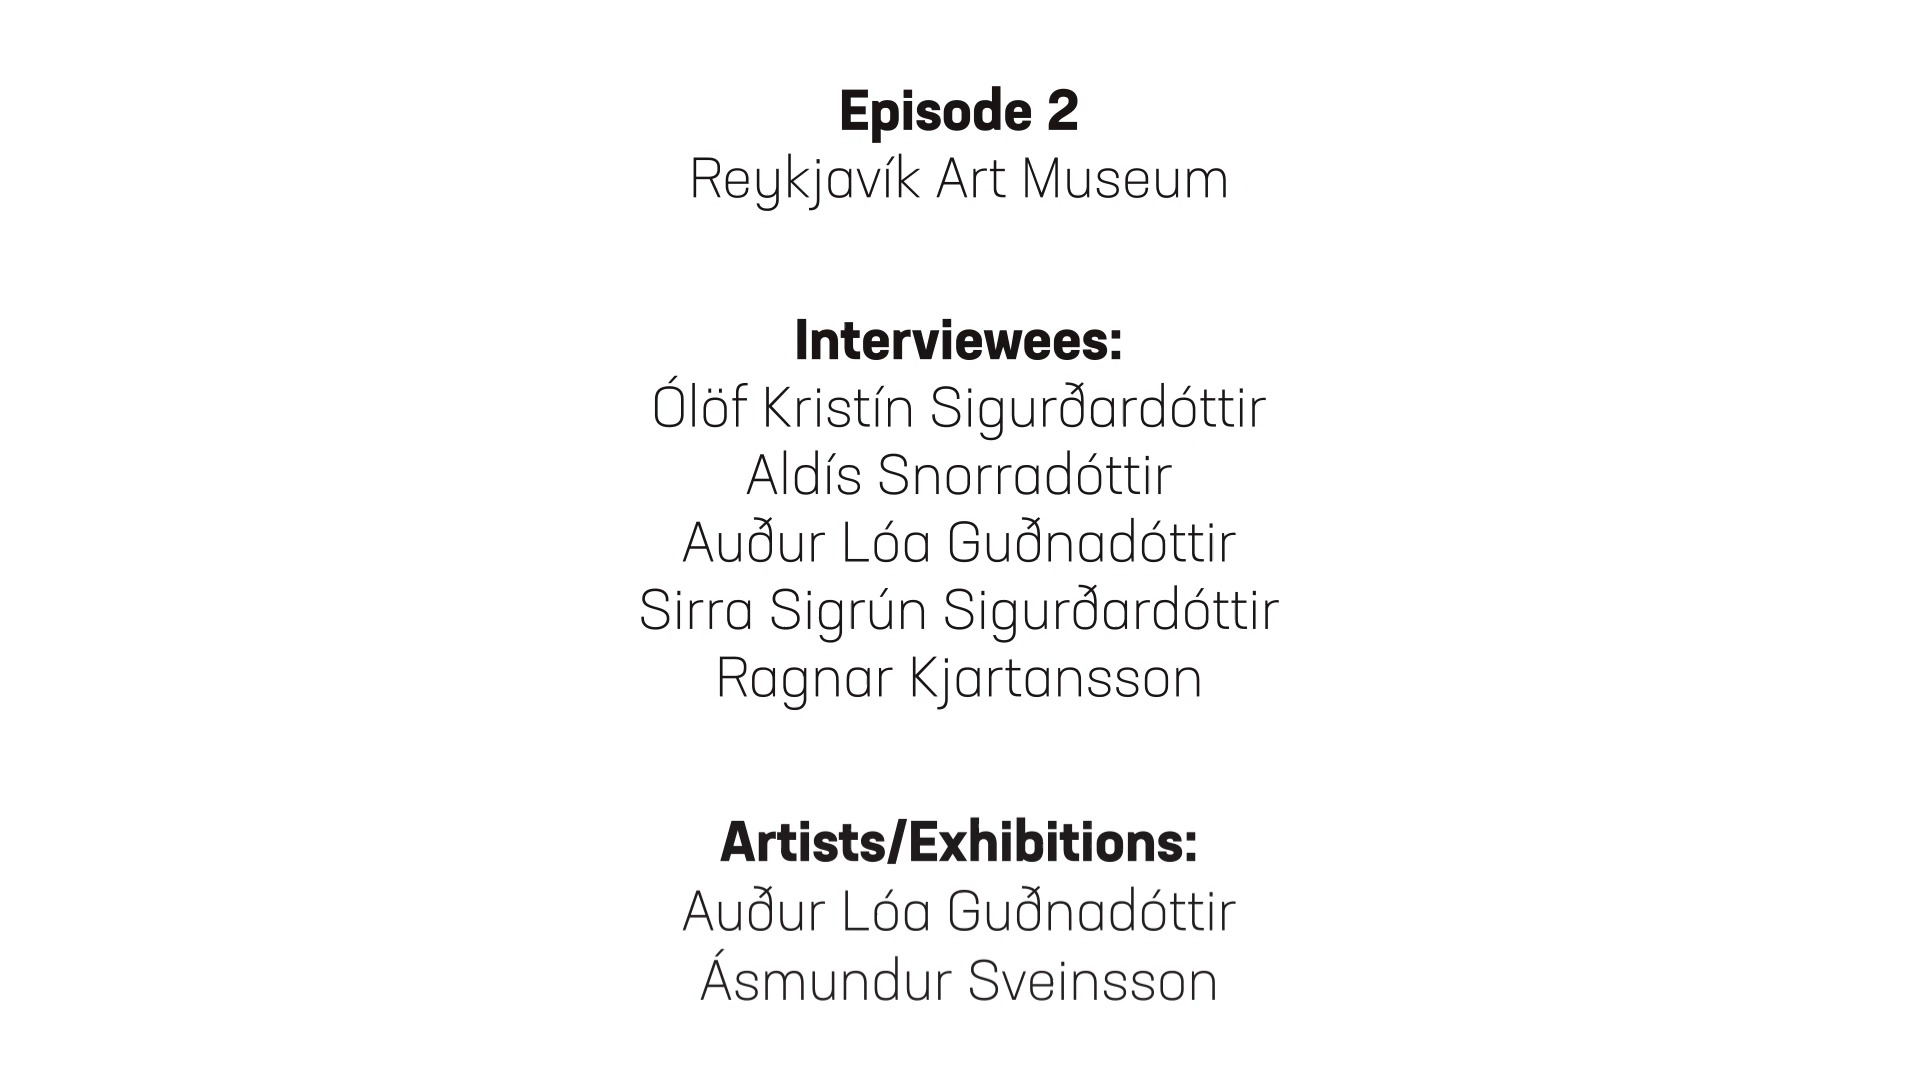 Episode 2
Reykjavík Art Museum
Interviewees:
Ólöf Kristín Sigurðardóttir
Aldís Snorradóttir
Auður Lóa Guðnadóttir
Sirra Sigrún Sigurðardóttir
Ragnar Kjartansson
Artists/Exhibitions:
Auður Lóa Guðnadóttir
Ásmundur Sveinsson